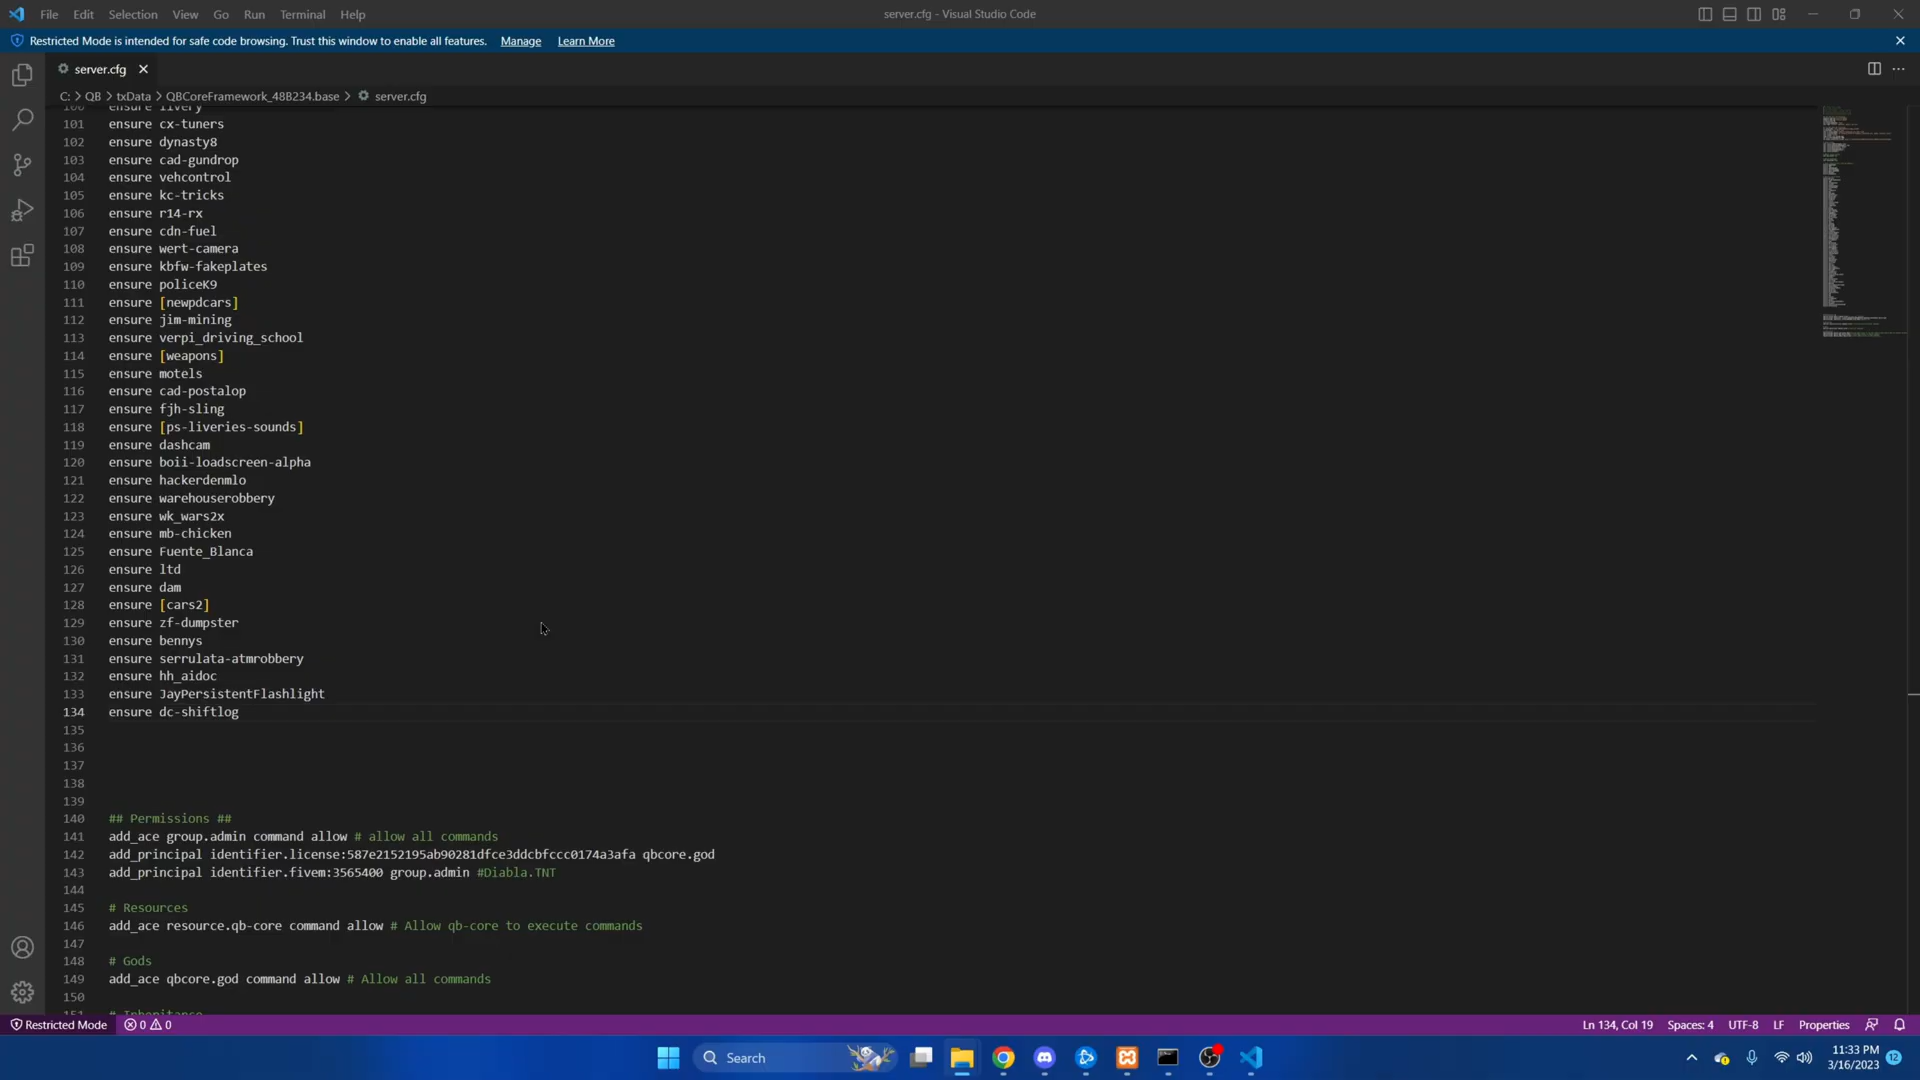 File Edit Selection View Go Run Terminal Help
server.cfg - Visual Studio Code
Restricted Mode is intended for safe code browsing. Trust this window to enable all features. Manage Learn More
server.cfg
C: > QB > txData > QBCoreFramework_48B234.base > server.cfg
100 ensure livery
101 ensure cx-tuners
102 ensure dynasty8
103 ensure cad-gundrop
104 ensure vehcontrol
105 ensure kc-tricks
106 ensure r14-rx
107 ensure cdn-fuel
108 ensure wert-camera
109 ensure kbfw-fakeplates
110 ensure policeK9
111 ensure [newpdcars]
112 ensure jim-mining
113 ensure verpi_driving_school
114 ensure [weapons]
115 ensure motels
116 ensure cad-postalop
117 ensure fjh-sling
118 ensure [ps-liveries-sounds]
119 ensure dashcam
120 ensure boii-loadscreen-alpha
121 ensure hackerdenmlo
122 ensure warehouserobbery
123 ensure wk_wars2x
124 ensure mb-chicken
125 ensure Fuente_Blanca
126 ensure ltd
127 ensure dam
128 ensure [cars2]
129 ensure zf-dumpster
130 ensure bennys
131 ensure serrulata-atmrobbery
132 ensure hh_aidoc
133 ensure JayPersistentFlashlight
134 ensure dc-shiftlog
135
136
137
138
139
140 ## Permissions ##
141 add_ace group.admin command allow # allow all commands
142 add_principal identifier.license:587e2152195ab90281dfce3ddcbfccc0174a3afa qbcore.god
143 add_principal identifier.fivem:3565400 group.admin #Diabla.TNT
144
145 # Resources
146 add_ace resource.qb-core command allow # Allow qb-core to execute commands
147
148 # Gods
149 add_ace qbcore.god command allow # Allow all commands
150
151 # Inheritance
Restricted Mode 0 0 Ln 134, Col 19 Spaces: 4 UTF-8 LF Properties
Search
11:33 PM
3/16/2023
12